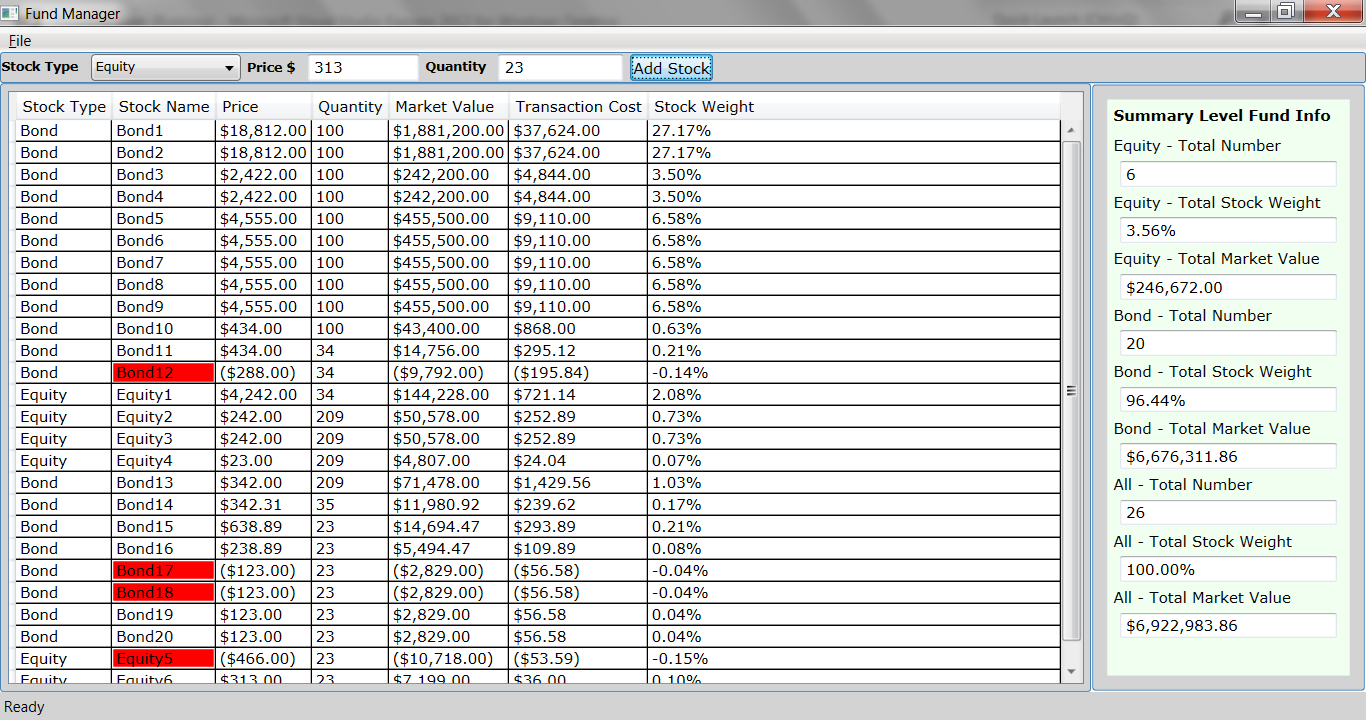 Fund Manager
File
Stock Type Equity Price $ 313 Quantity 23 Add Stock
Stock Type Stock Name Price Quantity Market Value Transaction Cost Stock Weight
Bond Bond1 $18,812.00 100 $1,881,200.00 $37,624.00 27.17%
Bond Bond2 $18,812.00 100 $1,881,200.00 $37,624.00 27.17%
Bond Bond3 $2,422.00 100 $242,200.00 $4,844.00 3.50%
Bond Bond4 $2,422.00 100 $242,200.00 $4,844.00 3.50%
Bond Bond5 $4,555.00 100 $455,500.00 $9,110.00 6.58%
Bond Bond6 $4,555.00 100 $455,500.00 $9,110.00 6.58%
Bond Bond7 $4,555.00 100 $455,500.00 $9,110.00 6.58%
Bond Bond8 $4,555.00 100 $455,500.00 $9,110.00 6.58%
Bond Bond9 $4,555.00 100 $455,500.00 $9,110.00 6.58%
Bond Bond10 $434.00 100 $43,400.00 $868.00 0.63%
Bond Bond11 $434.00 34 $14,756.00 $295.12 0.21%
Bond Bond12 ($288.00) 34 ($9,792.00) ($195.84) -0.14%
Equity Equity1 $4,242.00 34 $144,228.00 $721.14 2.08%
Equity Equity2 $242.00 209 $50,578.00 $252.89 0.73%
Equity Equity3 $242.00 209 $50,578.00 $252.89 0.73%
Equity Equity4 $23.00 209 $4,807.00 $24.04 0.07%
Bond Bond13 $342.00 209 $71,478.00 $1,429.56 1.03%
Bond Bond14 $342.31 35 $11,980.92 $239.62 0.17%
Bond Bond15 $638.89 23 $14,694.47 $293.89 0.21%
Bond Bond16 $238.89 23 $5,494.47 $109.89 0.08%
Bond Bond17 ($123.00) 23 ($2,829.00) ($56.58) -0.04%
Bond Bond18 ($123.00) 23 ($2,829.00) ($56.58) -0.04%
Bond Bond19 $123.00 23 $2,829.00 $56.58 0.04%
Bond Bond20 $123.00 23 $2,829.00 $56.58 0.04%
Equity Equity5 ($466.00) 23 ($10,718.00) ($53.59) -0.15%
Equity Equity6 $313.00 23 $7,199.00 $36.00 0.10%
Summary Level Fund Info
Equity - Total Number
6
Equity - Total Stock Weight
3.56%
Equity - Total Market Value
$246,672.00
Bond - Total Number
20
Bond - Total Stock Weight
96.44%
Bond - Total Market Value
$6,676,311.86
All - Total Number
26
All - Total Stock Weight
100.00%
All - Total Market Value
$6,922,983.86
Ready